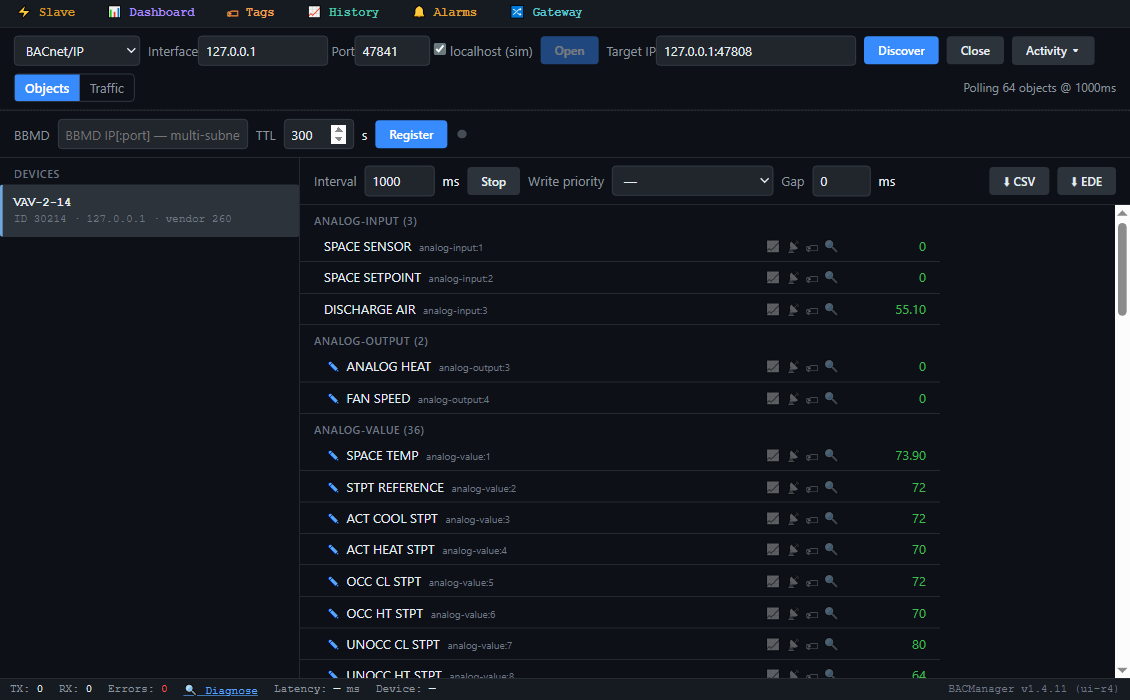 Slave Dashboard Tags History Alarms Gateway
BACnet/IP Interface 127.0.0.1 Port 47841 localhost (sim) Open Target IP 127.0.0.1:47808 Discover Close Activity
Objects Traffic Polling 64 objects @ 1000ms
BBMD BBMD IP[:port] — multi-subne TTL 300 s Register
DEVICES
VAV-2-14
ID 30214 · 127.0.0.1 · vendor 260
Interval 1000 ms Stop Write priority — Gap 0 ms CSV EDE
ANALOG-INPUT (3)
SPACE SENSOR analog-input:1 0
SPACE SETPOINT analog-input:2 0
DISCHARGE AIR analog-input:3 55.10
ANALOG-OUTPUT (2)
ANALOG HEAT analog-output:3 0
FAN SPEED analog-output:4 0
ANALOG-VALUE (36)
SPACE TEMP analog-value:1 73.90
STPT REFERENCE analog-value:2 72
ACT COOL STPT analog-value:3 72
ACT HEAT STPT analog-value:4 70
OCC CL STPT analog-value:5 72
OCC HT STPT analog-value:6 70
UNOCC CL STPT analog-value:7 80
UNOCC HT STPT analog-value:8 64
TX: 0 RX: 0 Errors: 0 Diagnose Latency: — ms Device: — BACManager v1.4.11 (ui-r4)